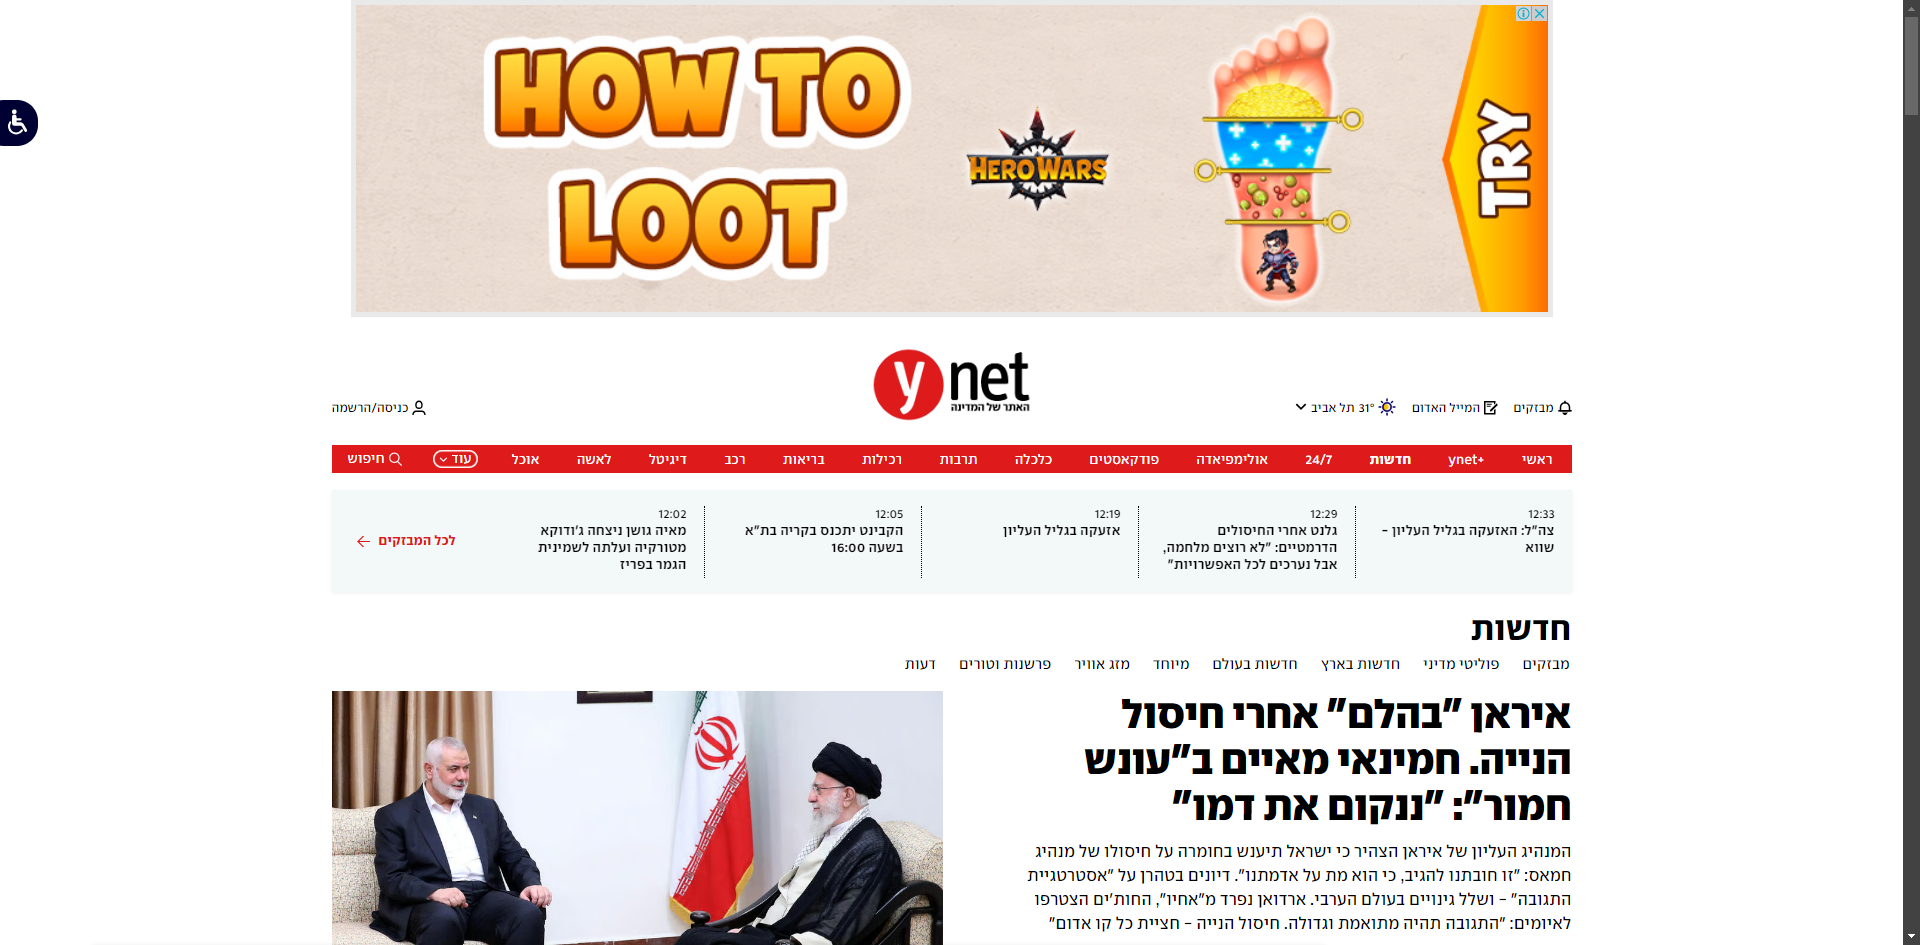 HOW TO
LOOT
HERO WARS
TRY
ynet
האתר של המדינה
מבזקים
המייל האדום
31° תל אביב
כניסה/הרשמה
ראשי
ynet+
חדשות
24/7
אולימפיאדה
פודקאסטים
כלכלה
תרבות
רכילות
בריאות
רכב
דיגיטל
לאשה
אוכל
עוד
חיפוש
12:33
צה"ל: האזעקה בגליל העליון -
שווא
12:29
גלנט אחרי החיסולים
הדרמטיים: "לא רוצים מלחמה,
אבל נערכים לכל האפשרויות"
12:19
אזעקה בגליל העליון
12:05
הקבינט יתכנס בקריה בת"א
בשעה 16:00
12:02
מאיה גושן ניצחה ג'ודוקא
מטורקיה ועלתה לשמינית
הגמר בפריז
לכל המבזקים
חדשות
מבזקים
פוליטי מדיני
חדשות בארץ
חדשות בעולם
מיוחד
מזג אוויר
פרשנות וטורים
דעות
איראן "בהלם" אחרי חיסול
הנייה. חמינאי מאיים ב"עונש
חמור": "ננקום את דמו"
המנהיג העליון של איראן הצהיר כי ישראל תיענש בחומרה על חיסולו של מנהיג
חמאס: "זו חובתנו להגיב, כי הוא מת על אדמתנו". דיונים בטהרן על "אסטרטגיית
התגובה" - ושלל גינויים בעולם הערבי. ארדואן נפרד מ"אחיו", החות'ים הצטרפו
לאיומים: "התגובה תהיה מתואמת וגדולה. חיסול הנייה - חציית כל קו אדום"